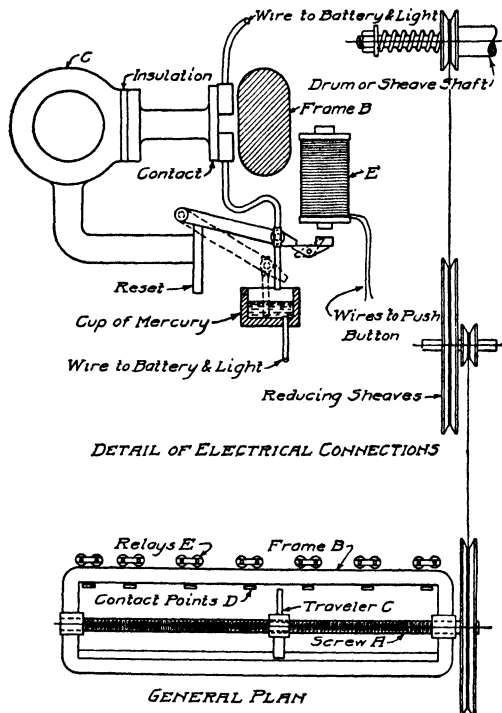 Wire to Battery & Light
C
Insulation
Drum or Sheave Shaft
Frame B
Contact
E
Reset
Cup of Mercury
Wires to Push
Button
Wire to Battery & Light
Reducing Sheaves
DETAIL OF ELECTRICAL CONNECTIONS
Relays E
Frame B
Contact Points D
Traveler C
Screw A
GENERAL PLAN